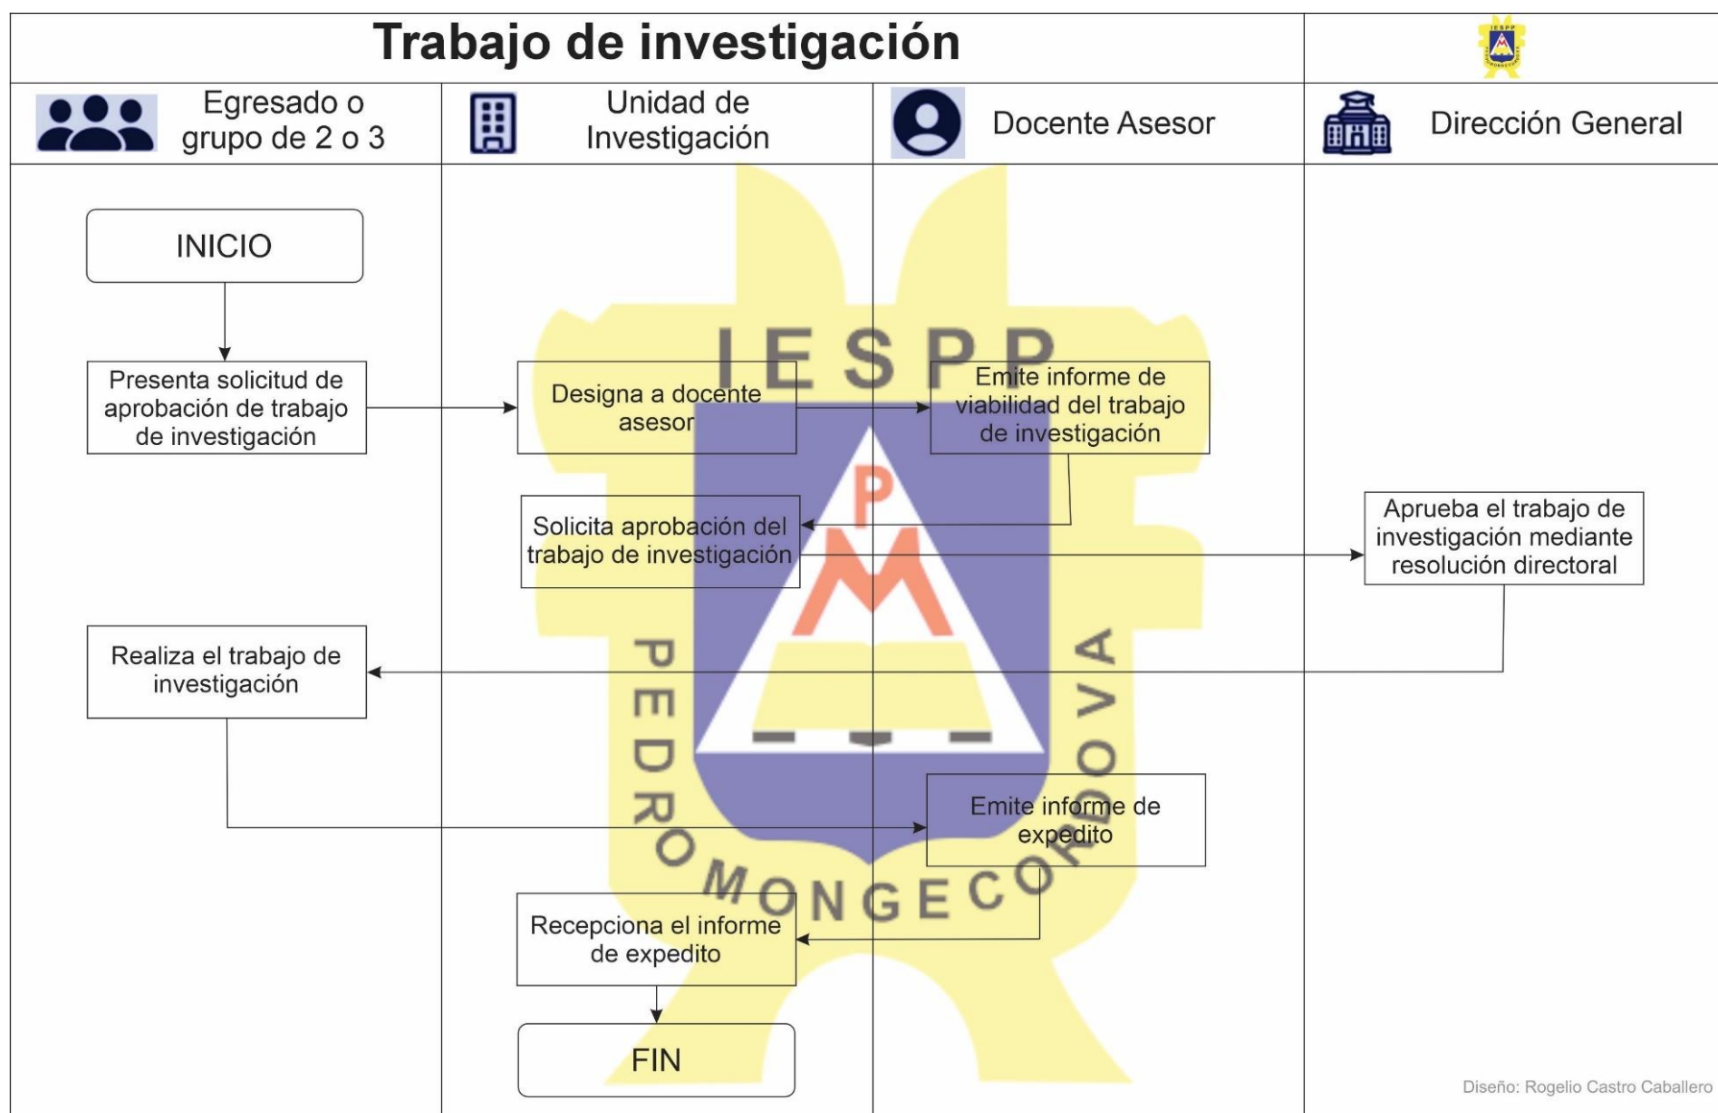 Trabajo de investigación
IESPP
Egresado o
grupo de 2 o 3
Unidad de
Investigación
Docente Asesor
Dirección General
INICIO
Presenta solicitud de
aprobación de trabajo
de investigación
Designa a docente
asesor
Emite informe de
viabilidad del trabajo
de investigación
Solicita aprobación del
trabajo de investigación
Aprueba el trabajo de
investigación mediante
resolución directoral
Realiza el trabajo de
investigación
Emite informe de
expedito
Recepciona el informe
de expedito
FIN
IESPP
P
M
PEDRO MONGE CORDOVA
Diseño: Rogelio Castro Caballero